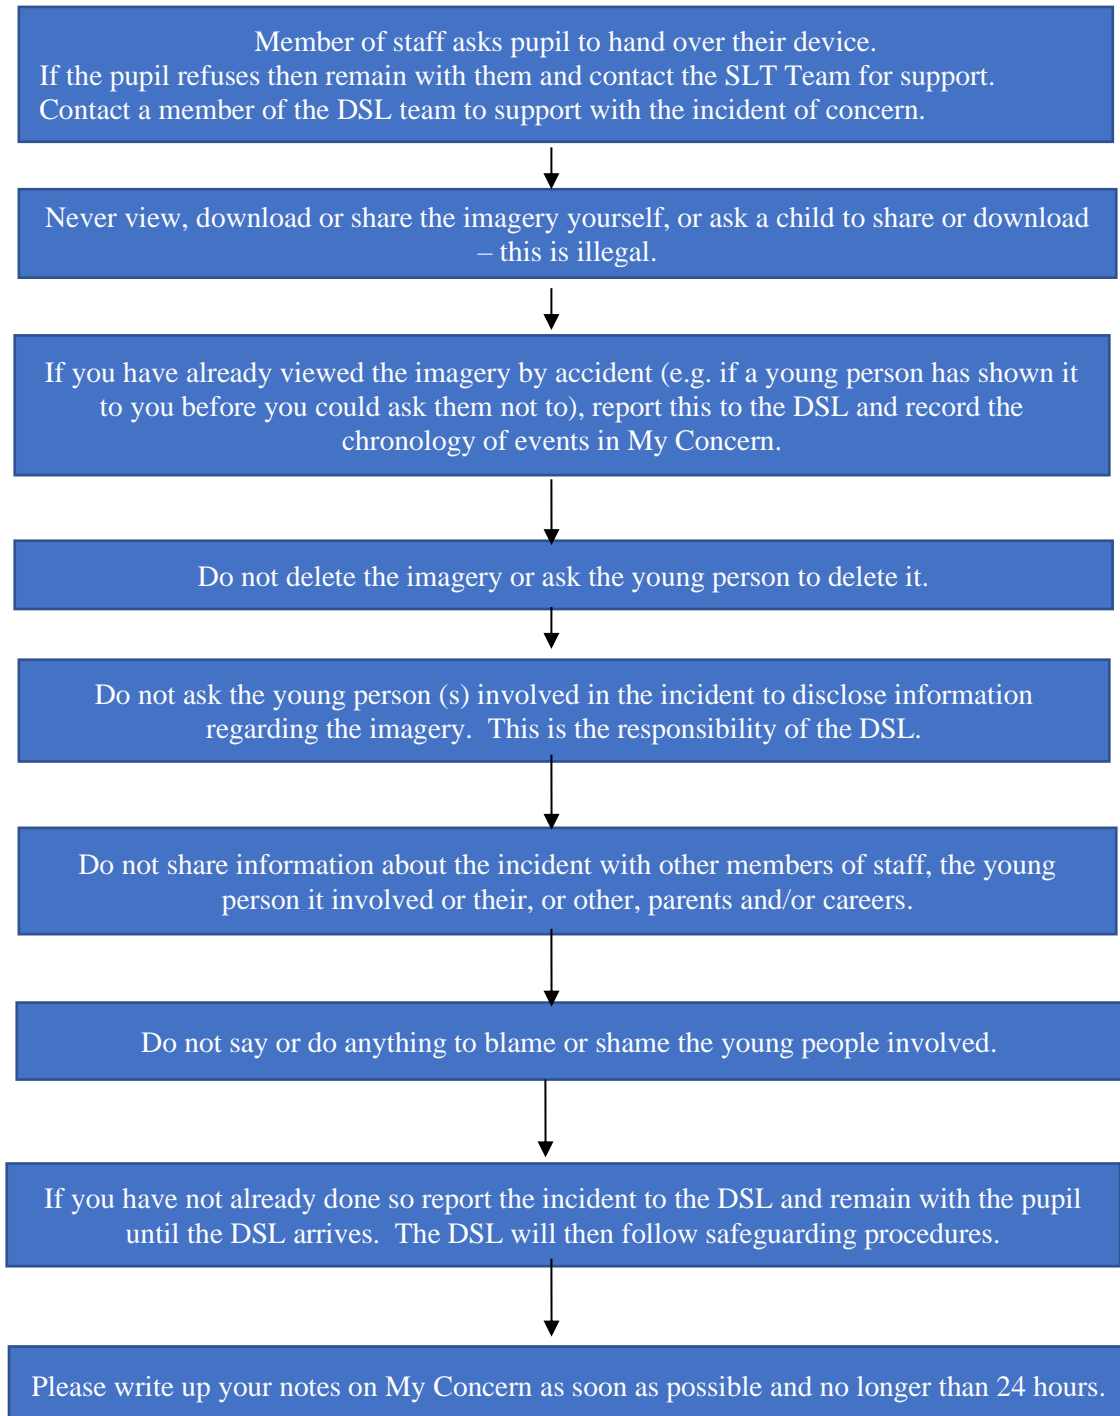 Member of staff asks pupil to hand over their device.
If the pupil refuses then remain with them and contact the SLT Team for support.
Contact a member of the DSL team to support with the incident of concern.
Never view, download or share the imagery yourself, or ask a child to share or download
– this is illegal.
If you have already viewed the imagery by accident (e.g. if a young person has shown it
to you before you could ask them not to), report this to the DSL and record the
chronology of events in My Concern.
Do not delete the imagery or ask the young person to delete it.
Do not ask the young person (s) involved in the incident to disclose information
regarding the imagery.  This is the responsibility of the DSL.
Do not share information about the incident with other members of staff, the young
person it involved or their, or other, parents and/or careers.
Do not say or do anything to blame or shame the young people involved.
If you have not already done so report the incident to the DSL and remain with the pupil
until the DSL arrives.  The DSL will then follow safeguarding procedures.
Please write up your notes on My Concern as soon as possible and no longer than 24 hours.